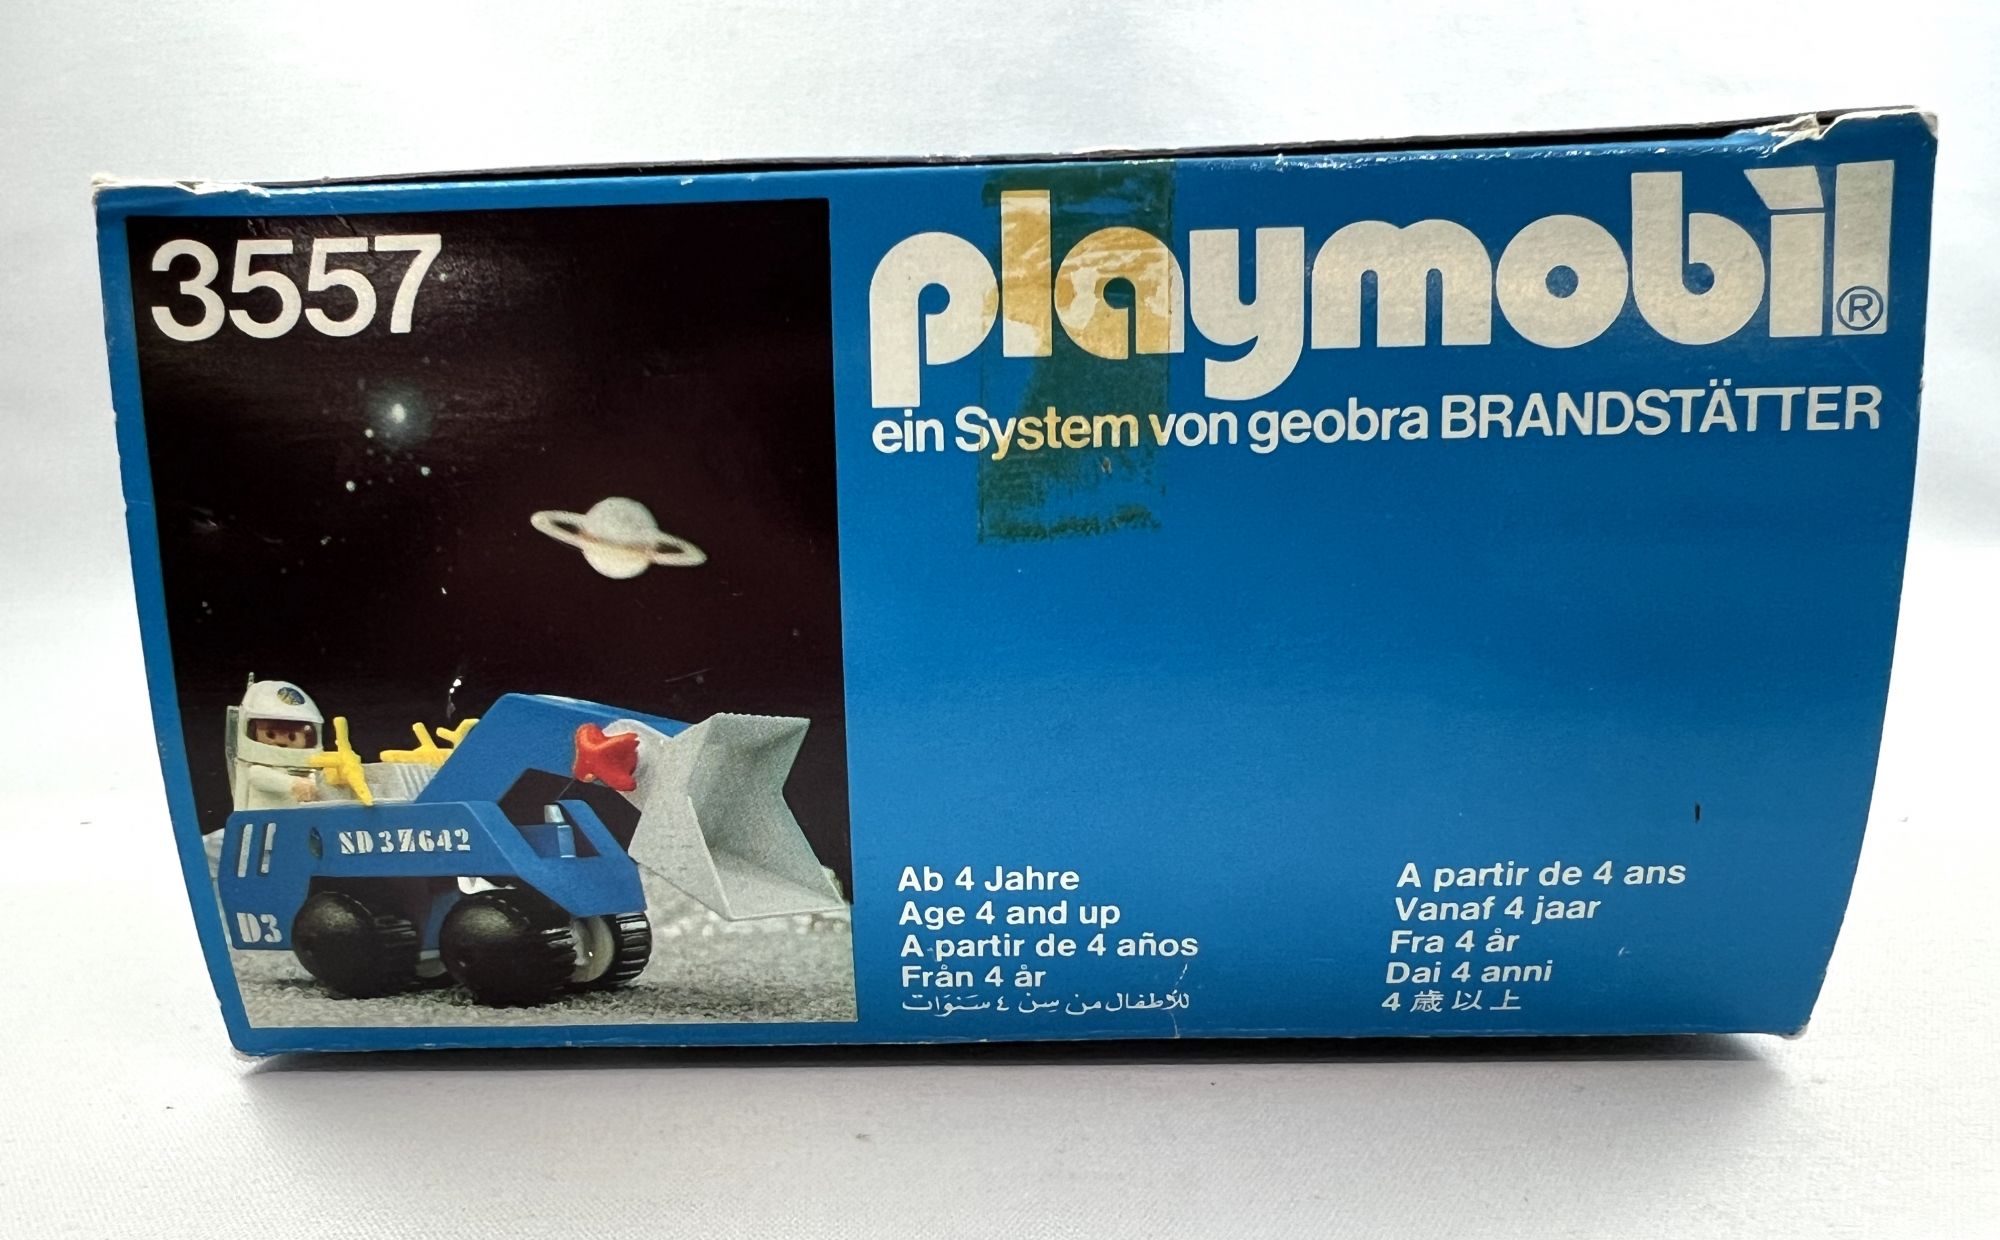 3557
playmobil®
ein System von geobra BRANDSTÄTTER
SD3Z642
D3
Ab 4 Jahre
Age 4 and up
A partir de 4 años
Från 4 år
للأطفال من سن ٤ سنوات
A partir de 4 ans
Vanaf 4 jaar
Fra 4 år
Dai 4 anni
4歳以上